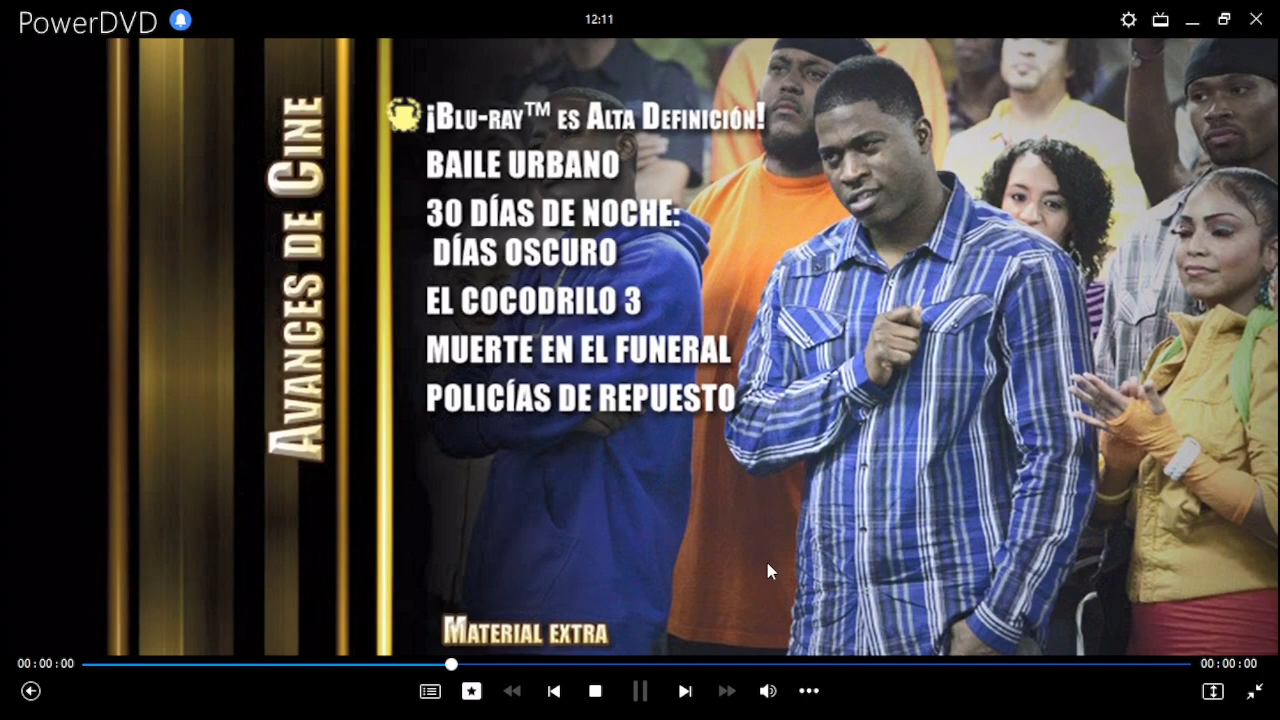 PowerDVD
12:11
AVANCES DE CINE
¡BLU-RAY™ ES ALTA DEFINICIÓN!
BAILE URBANO
30 DÍAS DE NOCHE:
DÍAS OSCURO
EL COCODRILO 3
MUERTE EN EL FUNERAL
POLICÍAS DE REPUESTO
MATERIAL EXTRA
00:00:00
00:00:00